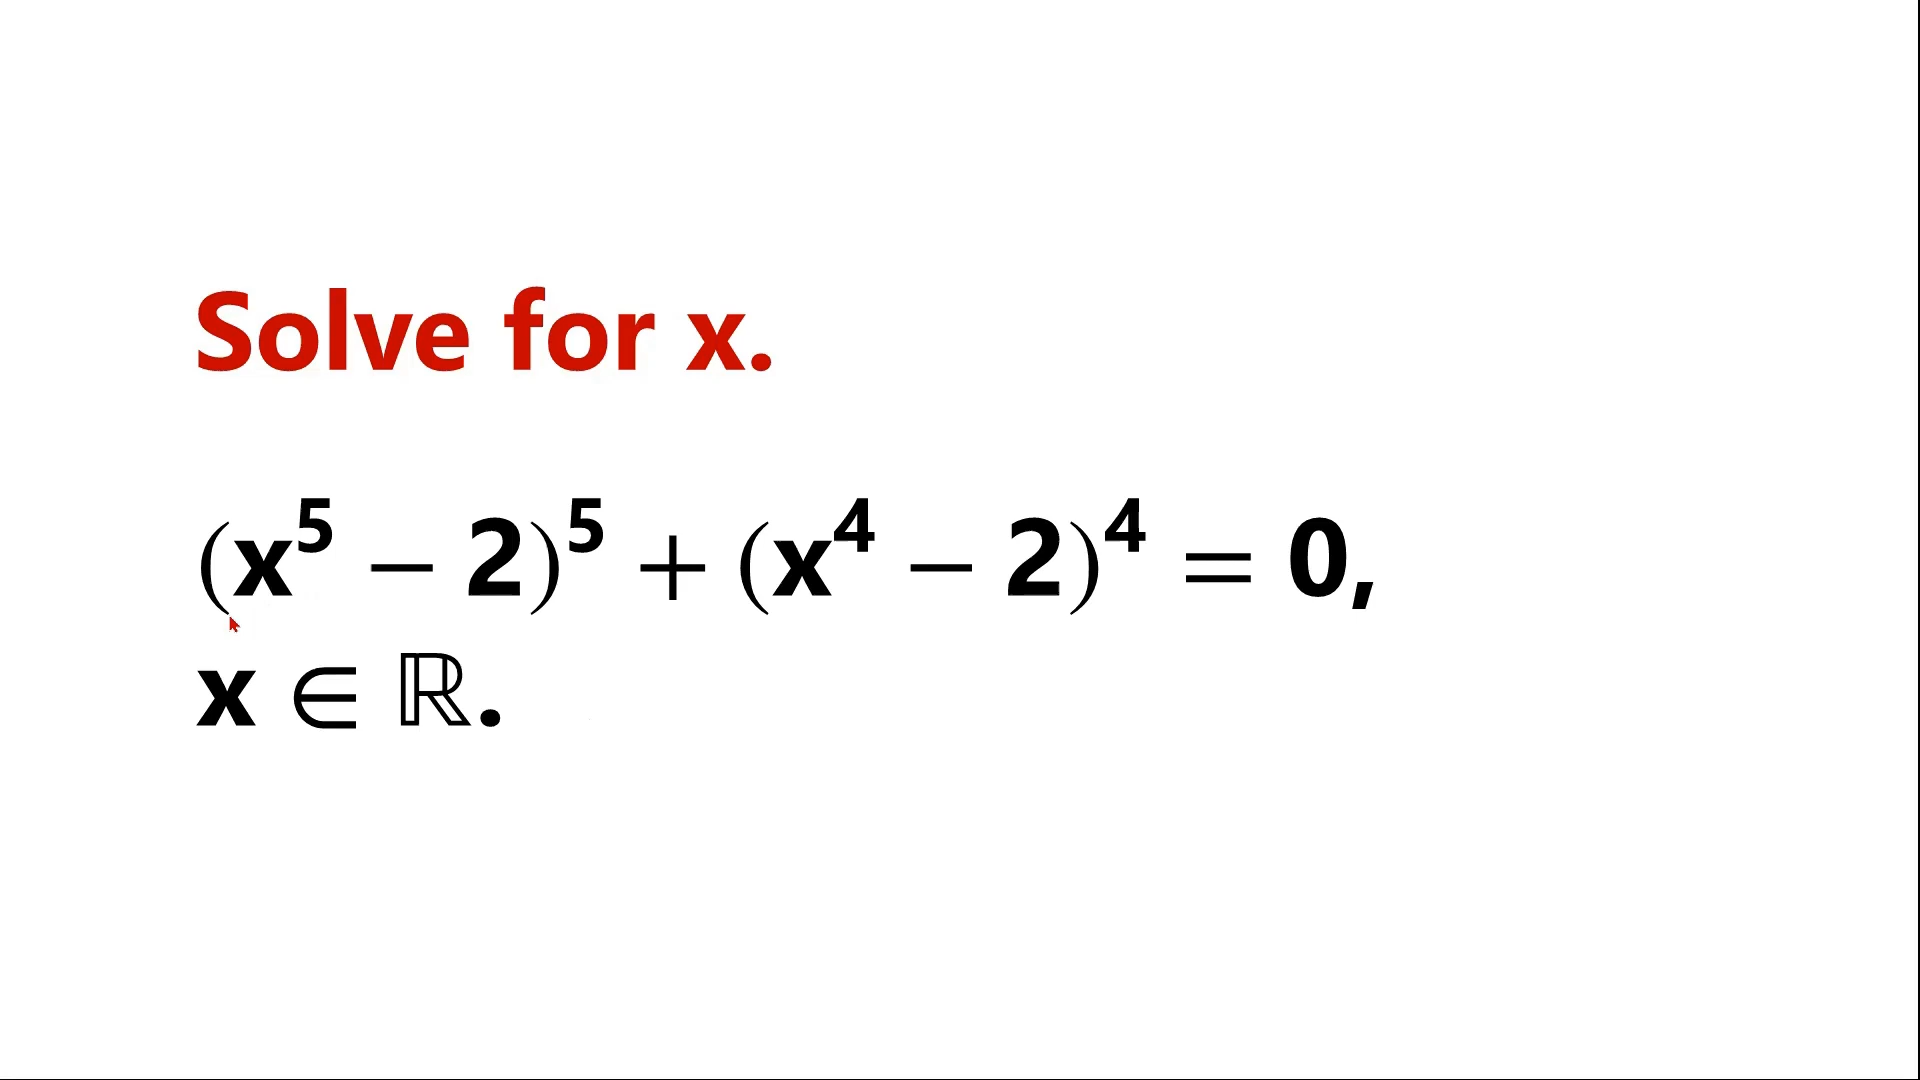 Solve for x.
(x⁵ − 2)⁵ + (x⁴ − 2)⁴ = 0,
x ∈ ℝ.